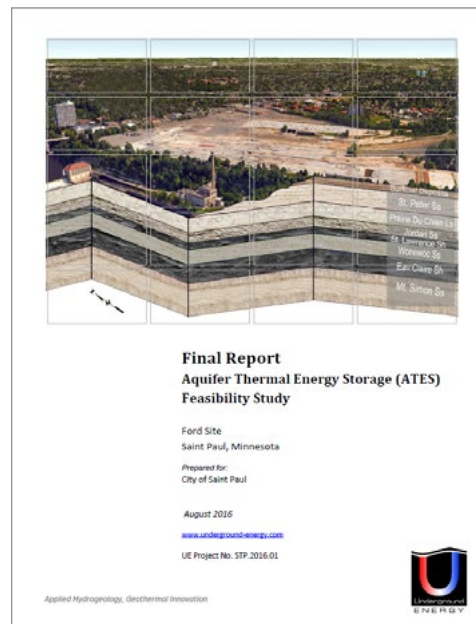 St. Peter Ss
Prairie Du Chien Ls
Jordan Ss
St. Lawrence Sh
Wonewoc Ss
Eau Claire Sh
Mt. Simon Ss
Final Report
Aquifer Thermal Energy Storage (ATES)
Feasibility Study
Ford Site
Saint Paul, Minnesota
Prepared for:
City of Saint Paul
August 2016
www.underground-energy.com
UE Project No. STP.2016.01
Applied Hydrogeology, Geothermal Innovation
U
Underground
ENERGY